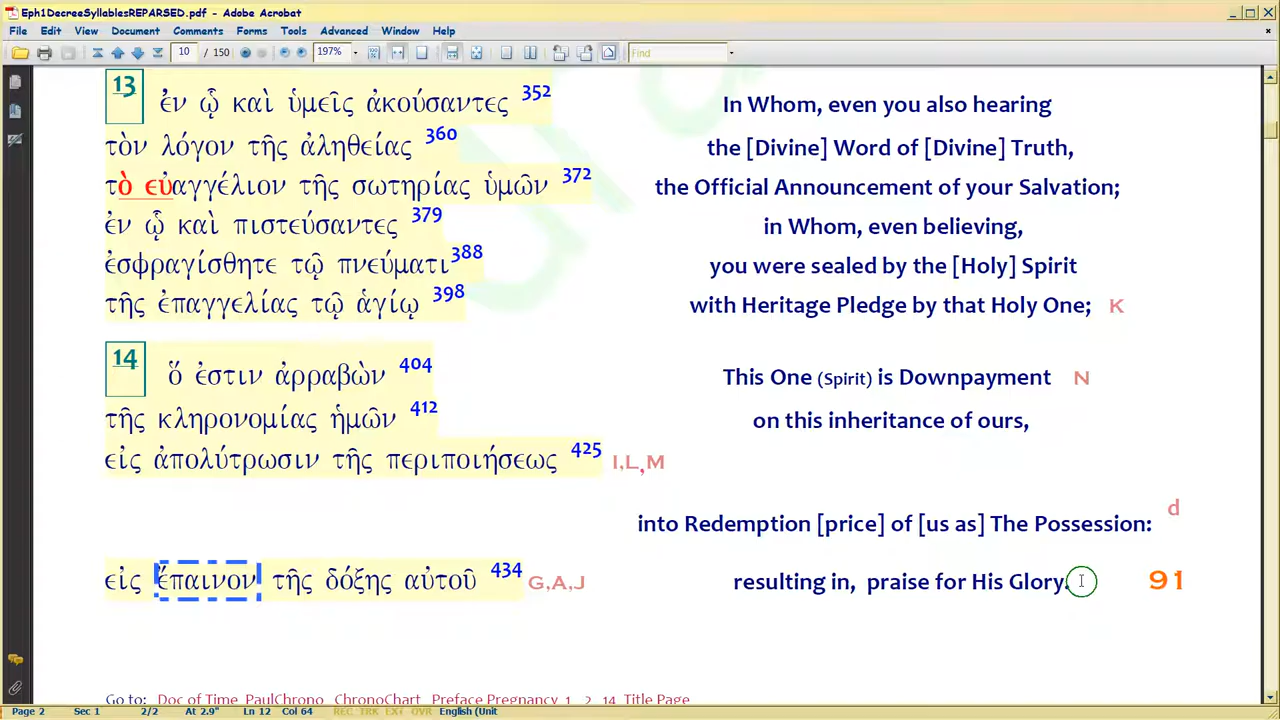 Eph1DecreeSyllablesREPARSED.pdf - Adobe Acrobat
File Edit View Document Comments Forms Tools Advanced Window Help
10 / 150 197% Find
13 ἐν ᾧ καὶ ὑμεῖς ἀκούσαντες 352 In Whom, even you also hearing
τὸν λόγον τῆς ἀληθείας 360 the [Divine] Word of [Divine] Truth,
τὸ εὐαγγέλιον τῆς σωτηρίας ὑμῶν 372 the Official Announcement of your Salvation;
ἐν ᾧ καὶ πιστεύσαντες 379 in Whom, even believing,
ἐσφραγίσθητε τῷ πνεύματι 388 you were sealed by the [Holy] Spirit
τῆς ἐπαγγελίας τῷ ἁγίῳ 398 with Heritage Pledge by that Holy One; K
14 ὅ ἐστιν ἀρραβὼν 404 This One (Spirit) is Downpayment N
τῆς κληρονομίας ἡμῶν 412 on this inheritance of ours,
εἰς ἀπολύτρωσιν τῆς περιποιήσεως 425 I,L,M
into Redemption [price] of [us as] The Possession: d
εἰς ἔπαινον τῆς δόξης αὐτοῦ 434 G,A,J resulting in, praise for His Glory. 91
Go to: Doc of Time PaulChrono ChronoChart Preface Pregnancy 1 2 14 Title Page
Page 2 Sec 1 2/2 At 2.9" Ln 12 Col 64 REC TRK EXT OVR English (Unit